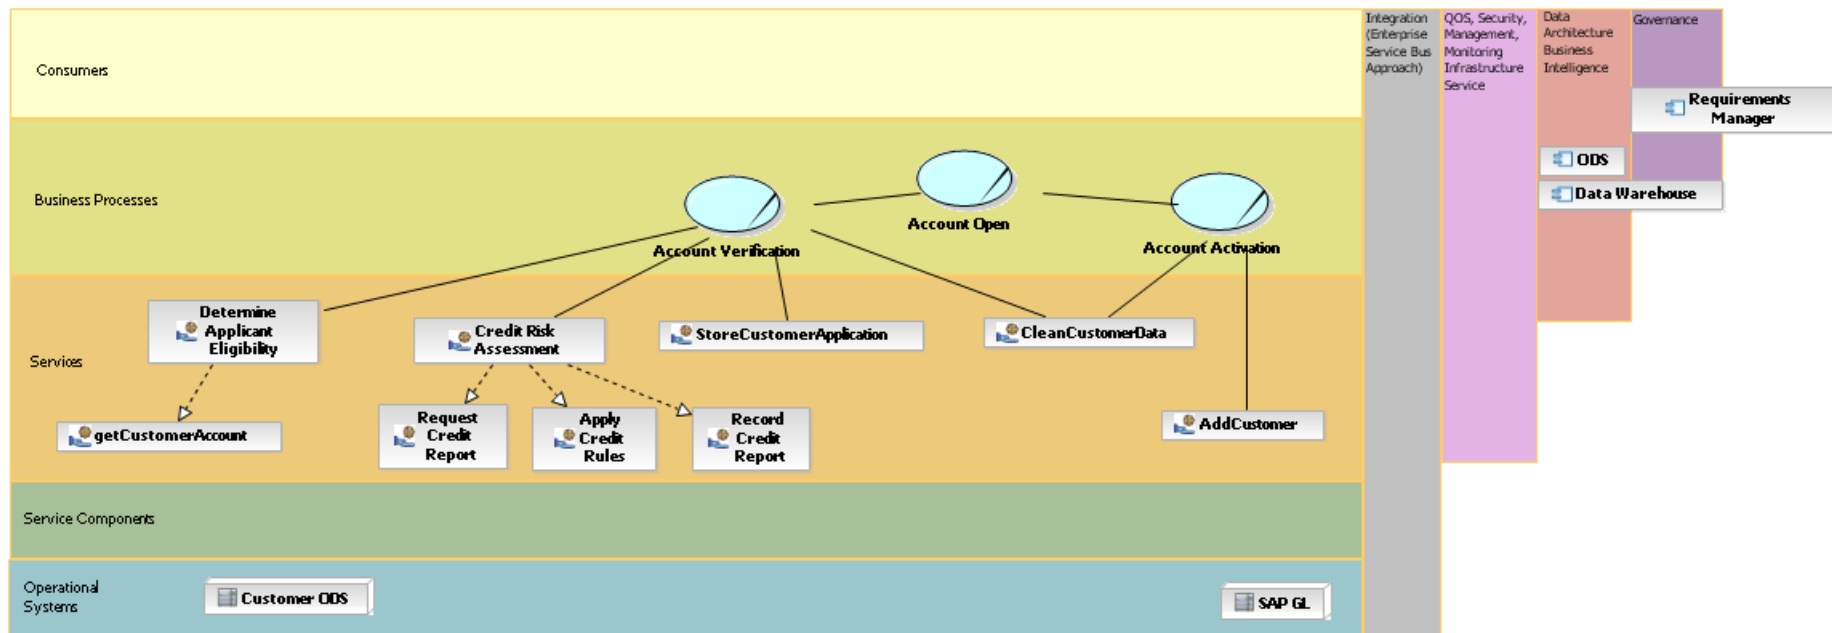 Consumers
Integration
(Enterprise
Service Bus
Approach)
QOS, Security,
Management,
Monitoring
Infrastructure
Service
Data
Architecture
Business
Intelligence
Governance
Requirements
Manager
ODS
Data Warehouse
Business Processes
Account Verification
Account Open
Account Activation
Services
Determine
Applicant
Eligibility
Credit Risk
Assessment
StoreCustomerApplication
CleanCustomerData
getCustomerAccount
Request
Credit
Report
Apply
Credit
Rules
Record
Credit
Report
AddCustomer
Service Components
Operational
Systems
Customer ODS
SAP GL